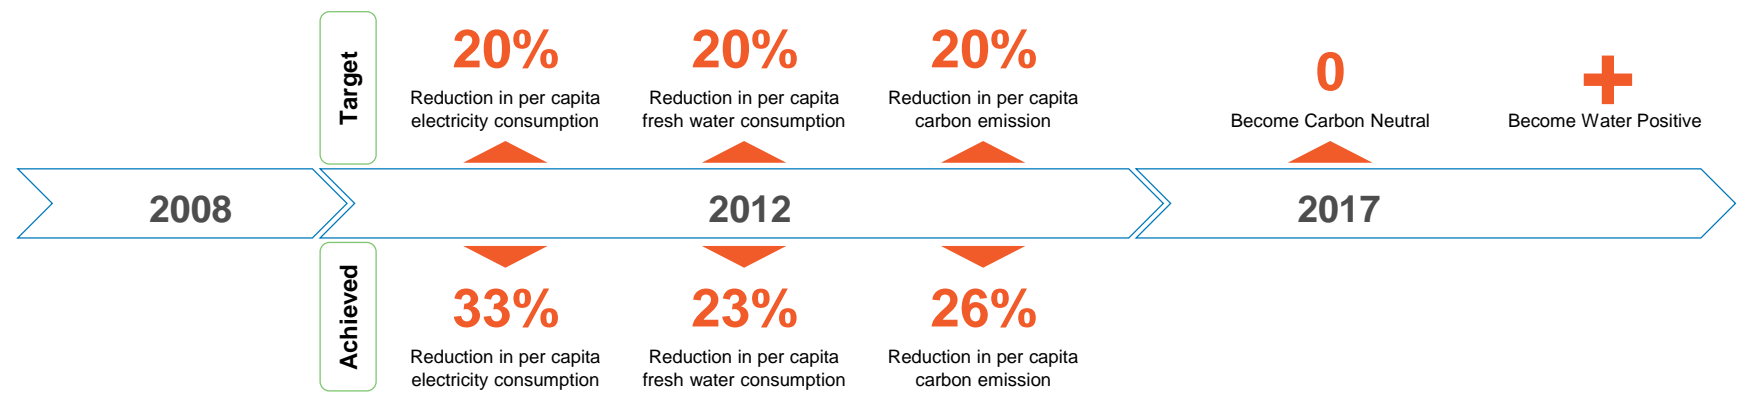 Target
20%
Reduction in per capita
electricity consumption
20%
Reduction in per capita
fresh water consumption
20%
Reduction in per capita
carbon emission
0
Become Carbon Neutral
+
Become Water Positive
2008
2012
2017
Achieved
33%
Reduction in per capita
electricity consumption
23%
Reduction in per capita
fresh water consumption
26%
Reduction in per capita
carbon emission